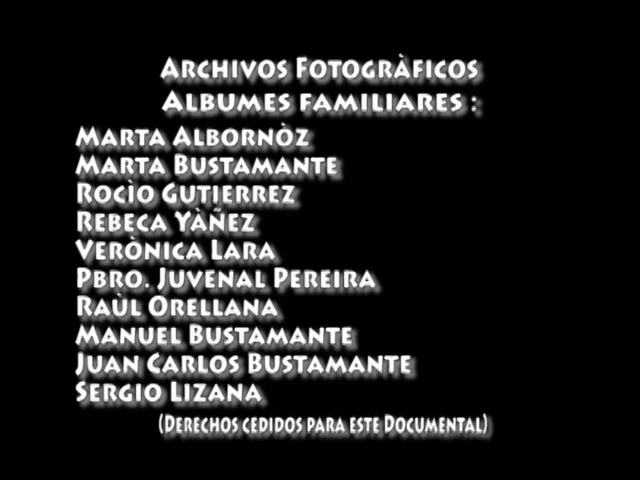 Archivos Fotogràficos
Albumes familiares :
Marta Albornòz
Marta Bustamante
Rocìo Gutierrez
Rebeca Yàñez
Verònica Lara
Pbro. Juvenal Pereira
Raùl Orellana
Manuel Bustamante
Juan Carlos Bustamante
Sergio Lizana
(Derechos cedidos para este Documental)